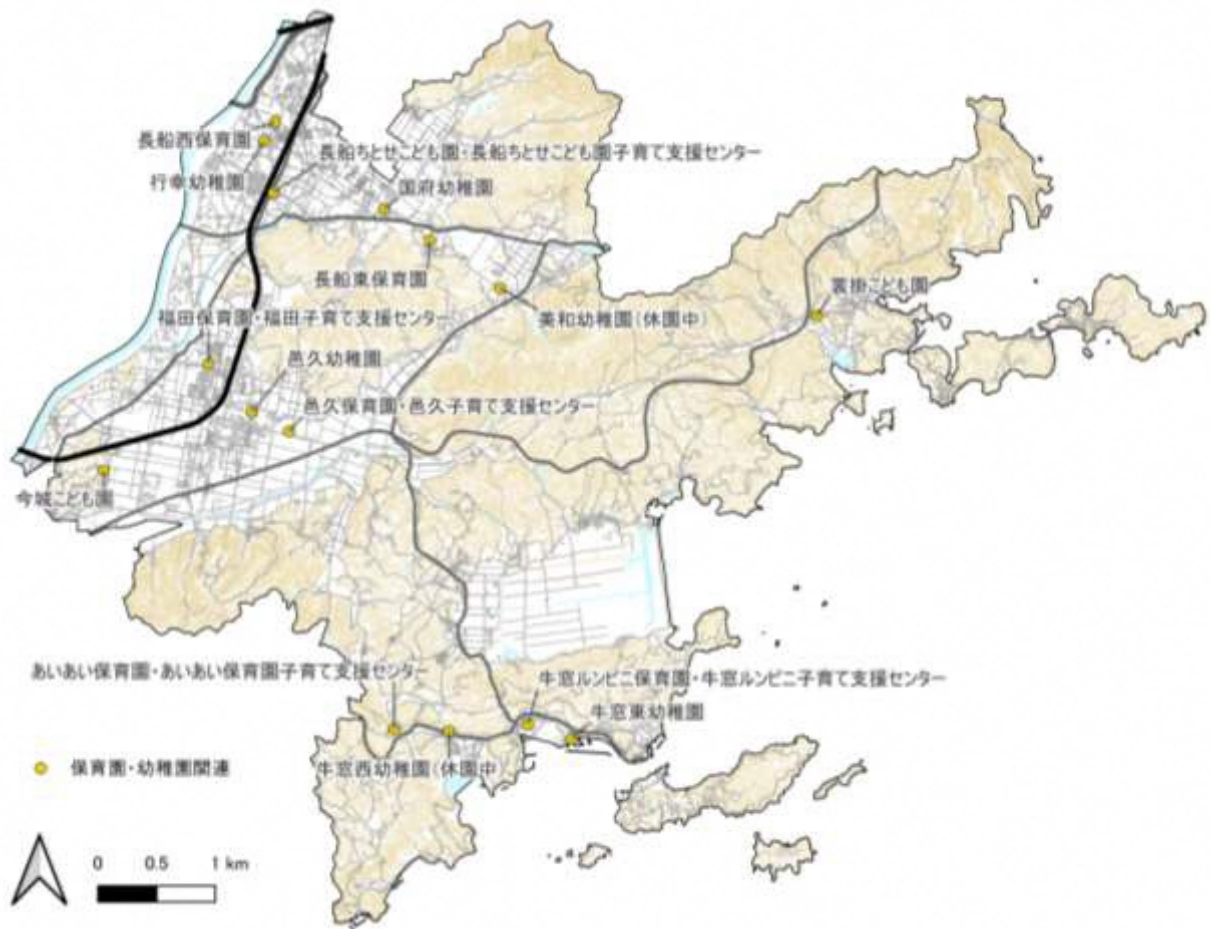 長船西保育園
長船ちとせこども園・長船ちとせこども園子育て支援センター
行幸幼稚園
国府幼稚園
長船東保育園
裳掛こども園
美和幼稚園(休園中)
福田保育園・福田子育て支援センター
邑久幼稚園
邑久保育園・邑久子育て支援センター
今城こども園
あいあい保育園・あいあい保育園子育て支援センター
牛窓ルンビニ保育園・牛窓ルンビニ子育て支援センター
牛窓東幼稚園
牛窓西幼稚園(休園中)
保育園・幼稚園関連
0 0.5 1 km